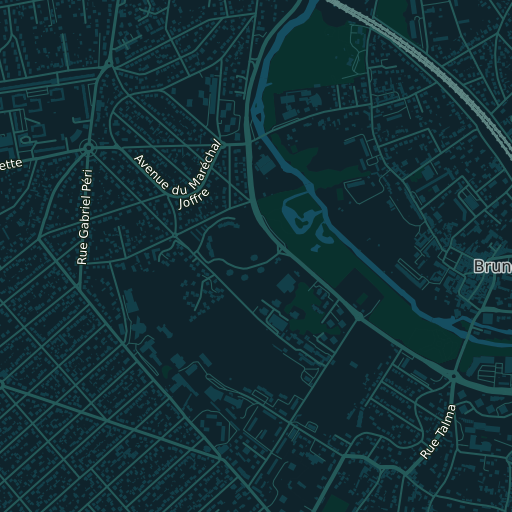 Avenue du Maréchal
Joffre
ette
Rue Gabriel Péri
Brun
Rue Talma